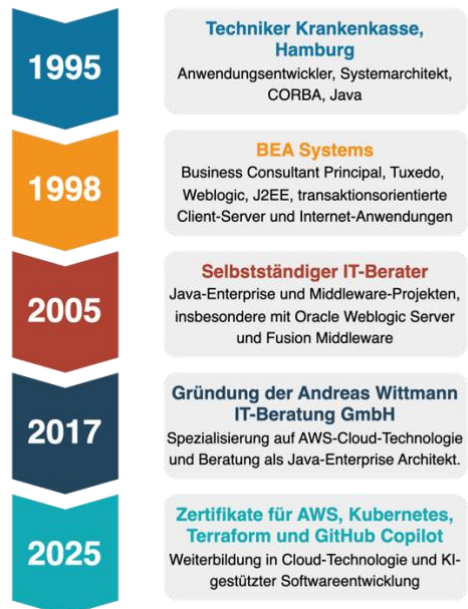 1995
Techniker Krankenkasse,
Hamburg
Anwendungsentwickler, Systemarchitekt,
CORBA, Java
1998
BEA Systems
Business Consultant Principal, Tuxedo,
Weblogic, J2EE, transaktionsorientierte
Client-Server und Internet-Anwendungen
2005
Selbstständiger IT-Berater
Java-Enterprise und Middleware-Projekten,
insbesondere mit Oracle Weblogic Server
und Fusion Middleware
2017
Gründung der Andreas Wittmann
IT-Beratung GmbH
Spezialisierung auf AWS-Cloud-Technologie
und Beratung als Java-Enterprise Architekt.
2025
Zertifikate für AWS, Kubernetes,
Terraform und GitHub Copilot
Weiterbildung in Cloud-Technologie und KI-
gestützter Softwareentwicklung